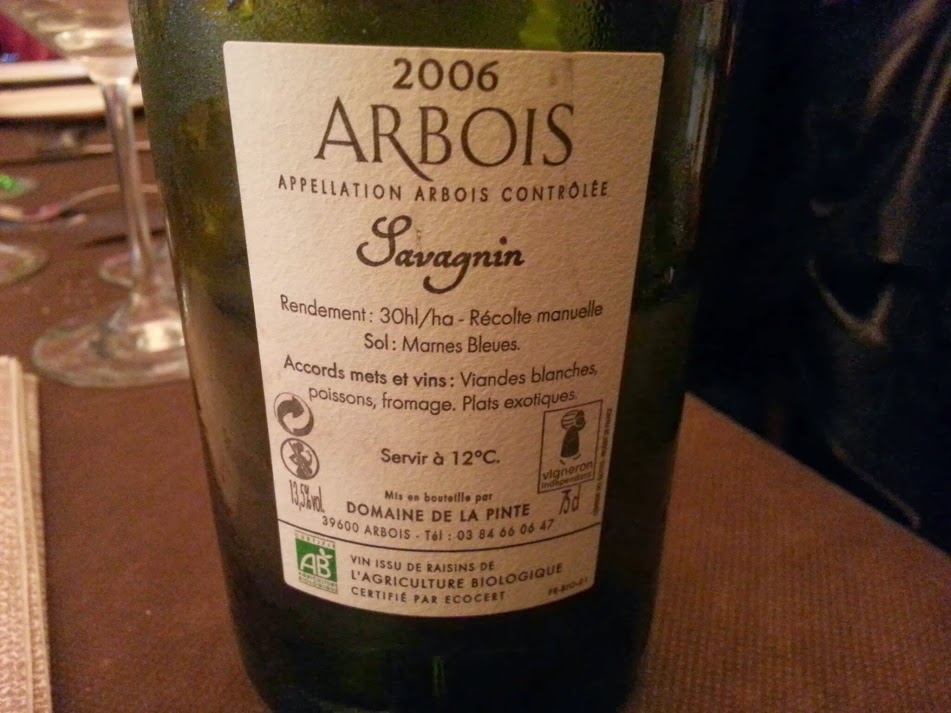 2006
ARBOIS
APPELLATION ARBOIS CONTRÔLÉE
Savagnin
Rendement : 30hl/ha - Récolte manuelle
Sol : Marnes Bleues.
Accords mets et vins : Viandes blanches,
poissons, fromage. Plats exotiques.
Servir à 12°C.
vigneron
indépendant
13,5%vol.
75cl
Mis en bouteille par
DOMAINE DE LA PINTE
39600 ARBOIS - Tél : 03 84 66 06 47
CERTIFIÉ
AB
AGRICULTURE
BIOLOGIQUE
VIN ISSU DE RAISINS DE
L'AGRICULTURE BIOLOGIQUE
CERTIFIÉ PAR ECOCERT
FR-BIO-01